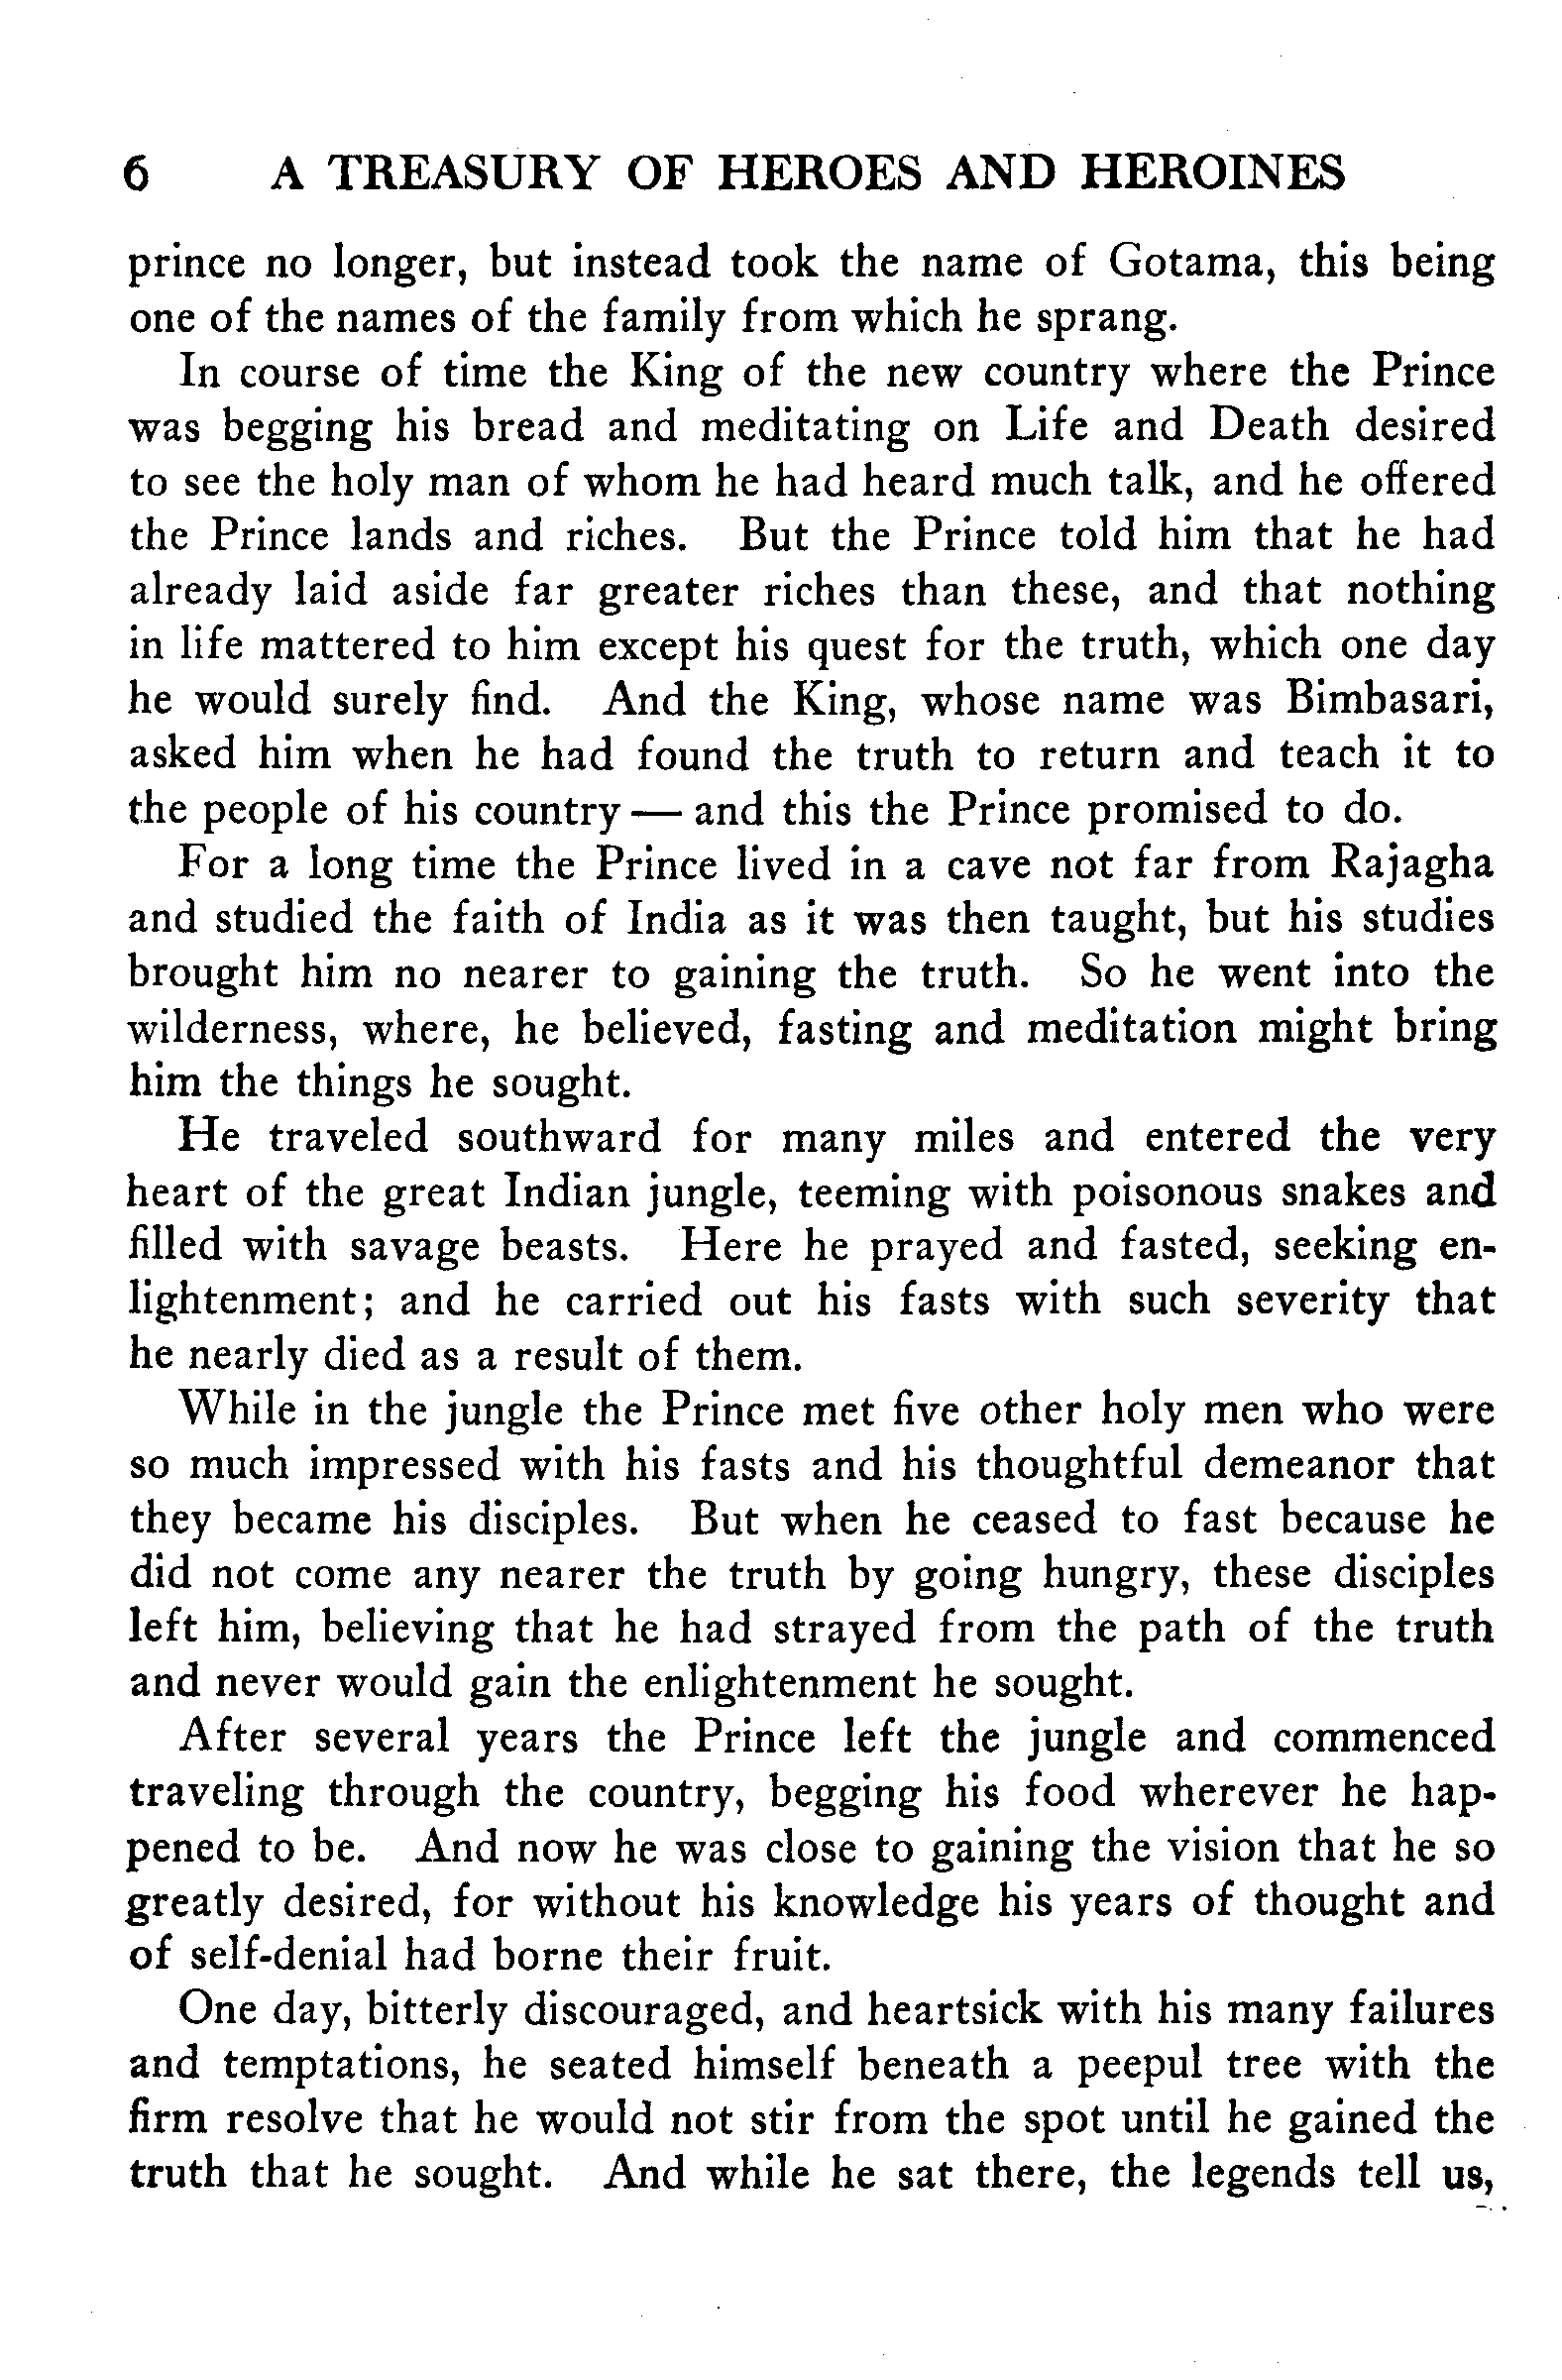 6 A TREASURY OF HEROES AND HEROINES
prince no longer, but instead took the name of Gotama, this being
one of the names of the family from which he sprang.
In course of time the King of the new country where the Prince
was begging his bread and meditating on Life and Death desired
to see the holy man of whom he had heard much talk, and he offered
the Prince lands and riches. But the Prince told him that he had
already laid aside far greater riches than these, and that nothing
in life mattered to him except his quest for the truth, which one day
he would surely find. And the King, whose name was Bimbasari,
asked him when he had found the truth to return and teach it to
the people of his country — and this the Prince promised to do.
For a long time the Prince lived in a cave not far from Rajagha
and studied the faith of India as it was then taught, but his studies
brought him no nearer to gaining the truth. So he went into the
wilderness, where, he believed, fasting and meditation might bring
him the things he sought.
He traveled southward for many miles and entered the very
heart of the great Indian jungle, teeming with poisonous snakes and
filled with savage beasts. Here he prayed and fasted, seeking en-
lightenment; and he carried out his fasts with such severity that
he nearly died as a result of them.
While in the jungle the Prince met five other holy men who were
so much impressed with his fasts and his thoughtful demeanor that
they became his disciples. But when he ceased to fast because he
did not come any nearer the truth by going hungry, these disciples
left him, believing that he had strayed from the path of the truth
and never would gain the enlightenment he sought.
After several years the Prince left the jungle and commenced
traveling through the country, begging his food wherever he hap-
pened to be. And now he was close to gaining the vision that he so
greatly desired, for without his knowledge his years of thought and
of self-denial had borne their fruit.
One day, bitterly discouraged, and heartsick with his many failures
and temptations, he seated himself beneath a peepul tree with the
firm resolve that he would not stir from the spot until he gained the
truth that he sought. And while he sat there, the legends tell us,